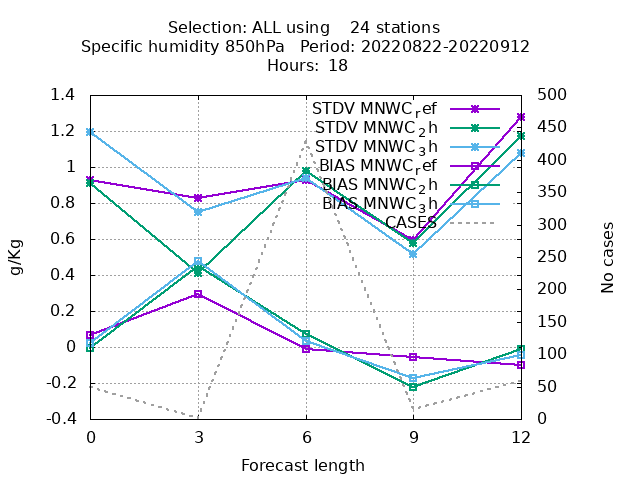 Selection: ALL using    24 stations
Specific humidity 850hPa   Period: 20220822-20220912
Hours:  18
STDV MNWC_ref
STDV MNWC_2h
STDV MNWC_3h
BIAS MNWC_ref
BIAS MNWC_2h
BIAS MNWC_3h
CASES
1.4
1.2
1
0.8
0.6
0.4
0.2
0
-0.2
-0.4
500
450
400
350
300
250
200
150
100
50
0
g/Kg
No cases
0 3 6 9 12
Forecast length